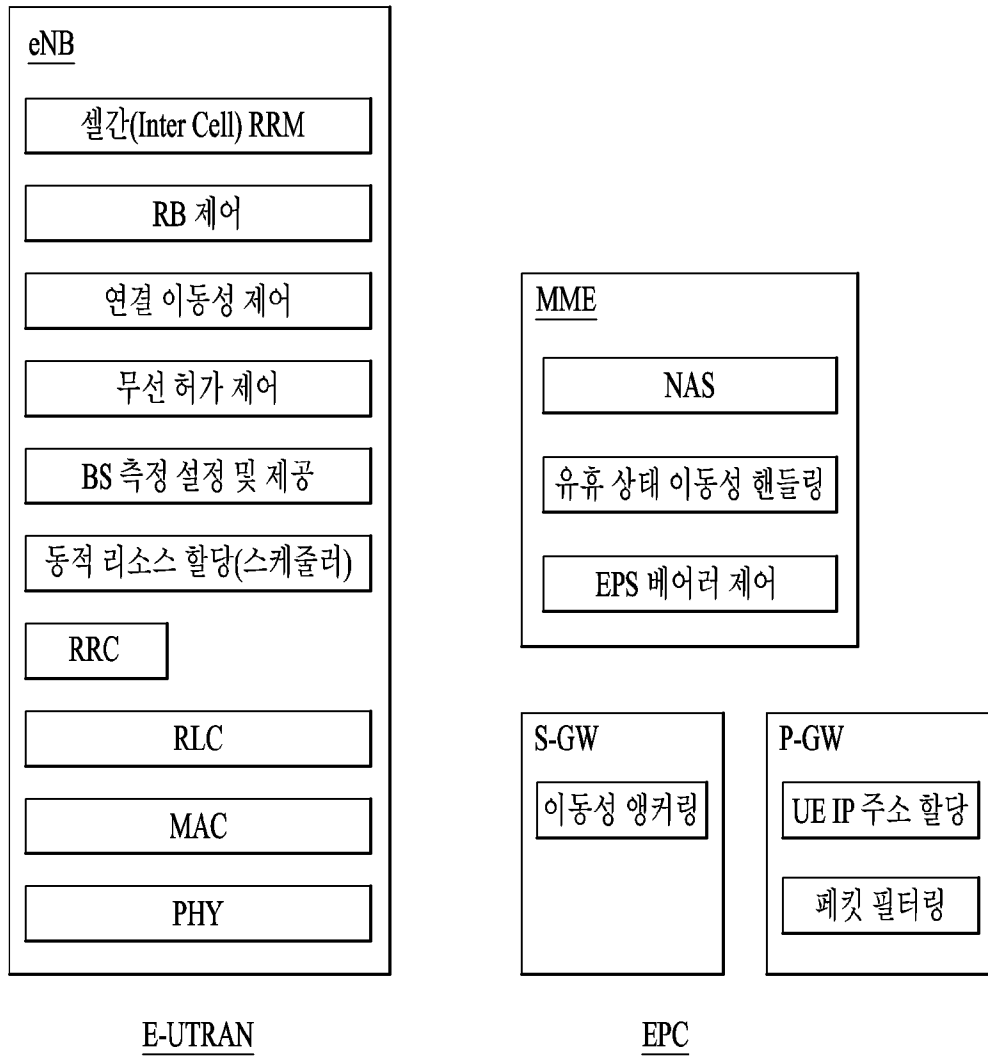 eNB
셀간(Inter Cell) RRM
RB 제어
연결 이동성 제어
무선 허가 제어
BS 측정 설정 및 제공
동적 리소스 할당(스케줄러)
RRC
RLC
MAC
PHY
E-UTRAN
MME
NAS
유휴 상태 이동성 핸들링
EPS 베어러 제어
S-GW
이동성 앵커링
P-GW
UE IP 주소 할당
페킷 필터링
EPC